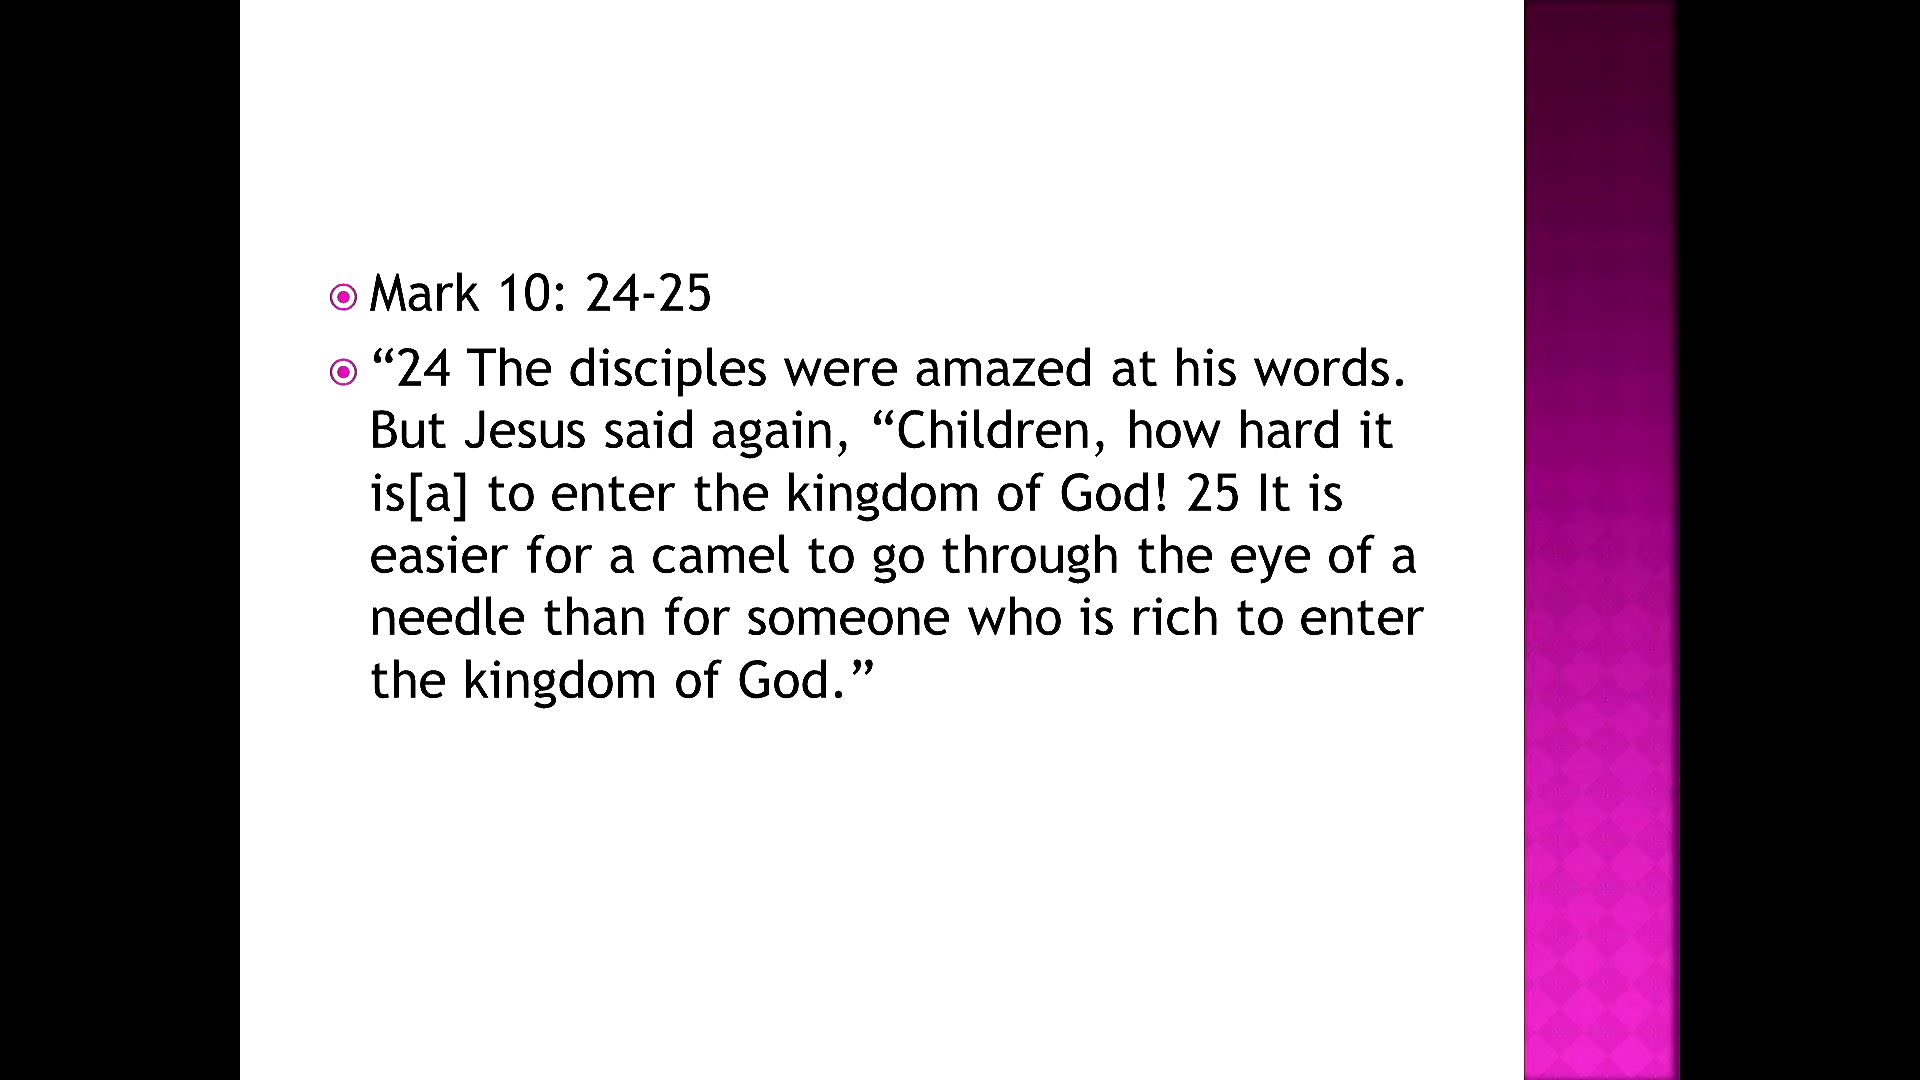 Mark 10: 24-25
“24 The disciples were amazed at his words.
But Jesus said again, “Children, how hard it
is[a] to enter the kingdom of God! 25 It is
easier for a camel to go through the eye of a
needle than for someone who is rich to enter
the kingdom of God.”